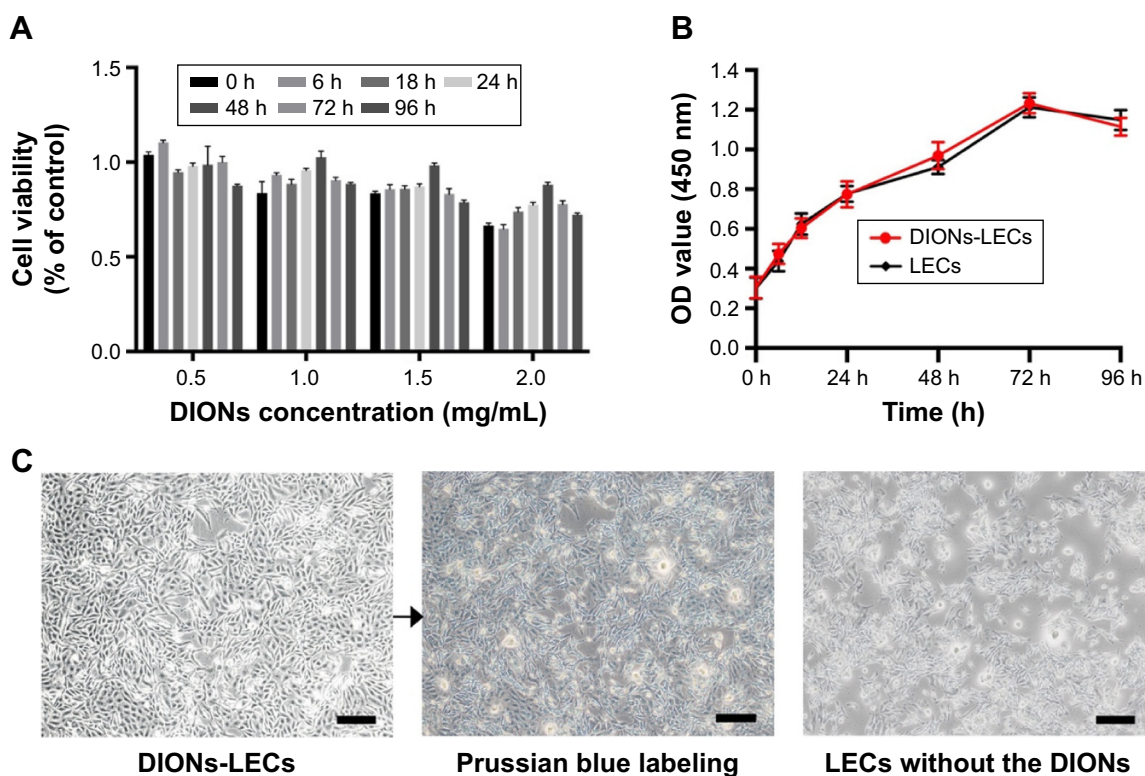 A
Cell viability
(% of control)
1.5
1.0
0.5
0.0
0 h 6 h 18 h 24 h
48 h 72 h 96 h
0.5 1.0 1.5 2.0
DIONs concentration (mg/mL)
B
OD value (450 nm)
1.4
1.2
1.0
0.8
0.6
0.4
0.2
0.0
DIONs-LECs
LECs
0 h 24 h 48 h 72 h 96 h
Time (h)
C
DIONs-LECs Prussian blue labeling LECs without the DIONs